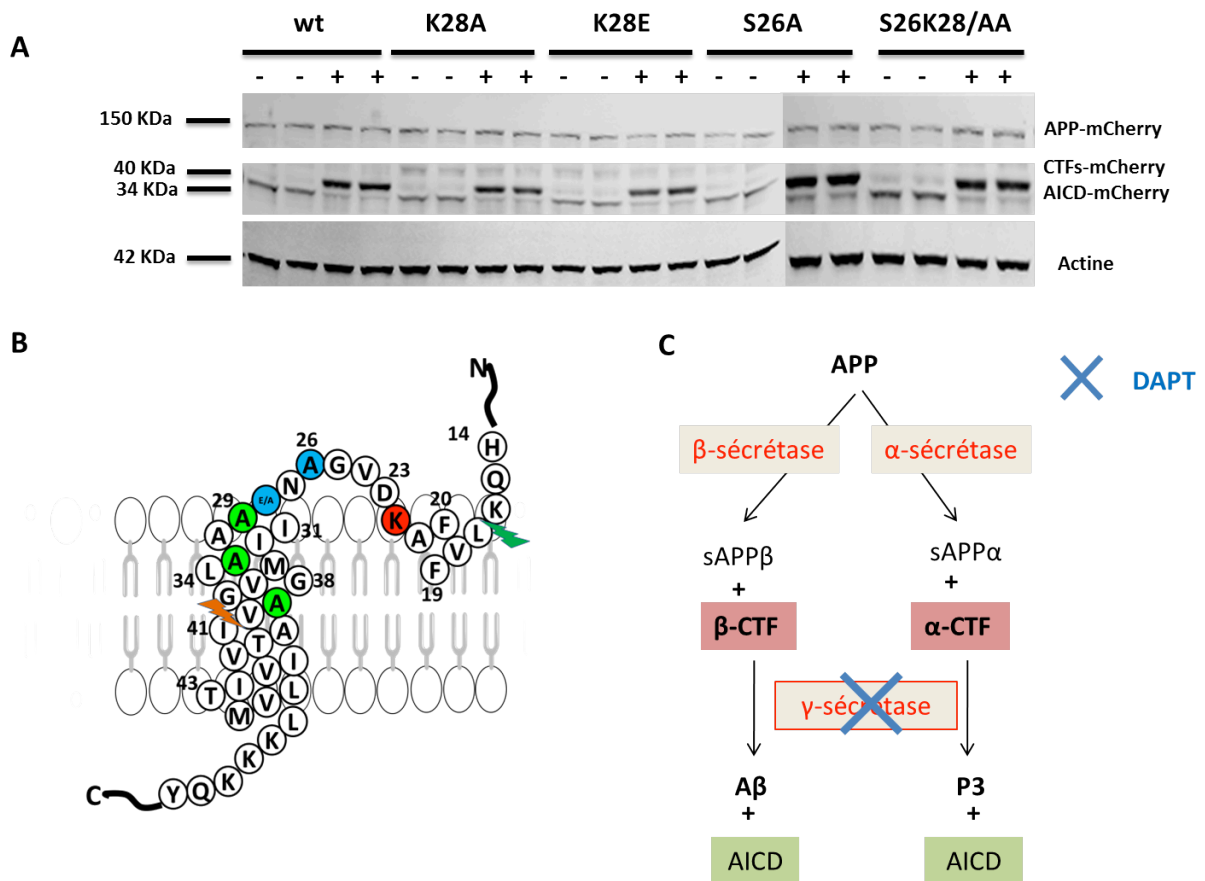 A
wt K28A K28E S26A S26K28/AA
- - + + - - + + - - + + - - + + - - + +
150 KDa
APP-mCherry
40 KDa
CTFs-mCherry
34 KDa
AICD-mCherry
42 KDa
Actine
B
N
14 H
Q
K
L
V
F
19
20 F
A
K
D
23
V
G
26 A
N
E/A
29 A
A
I
I
31
A
M
L
34
V
G
38
G
V
A
41 I
T
A
V
V
I
I
V
L
43 T
M
V
L
L
K
K
K
Q
Y
C
C
APP
DAPT
β-sécrétase α-sécrétase
sAPPβ sAPPα
+ +
β-CTF α-CTF
γ-sécrétase
Aβ P3
+ +
AICD AICD